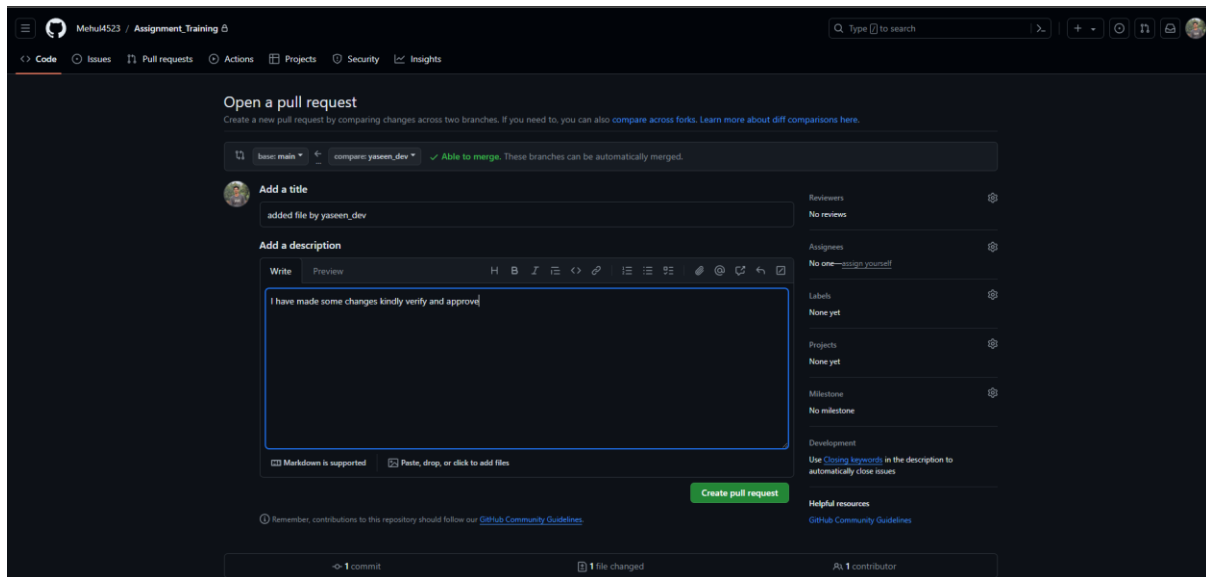 Mehul4523 / Assignment_Training
Type / to search
Code Issues Pull requests Actions Projects Security Insights
Open a pull request
Create a new pull request by comparing changes across two branches. If you need to, you can also compare across forks. Learn more about diff comparisons here.
base: main compare: yaseen_dev ✓ Able to merge. These branches can be automatically merged.
Add a title
added file by yaseen_dev
Add a description
Write Preview
I have made some changes kindly verify and approve
Markdown is supported Paste, drop, or click to add files
Create pull request
Remember, contributions to this repository should follow our GitHub Community Guidelines.
Reviewers
No reviews
Assignees
No one—assign yourself
Labels
None yet
Projects
None yet
Milestone
No milestone
Development
Use Closing keywords in the description to
automatically close issues
Helpful resources
GitHub Community Guidelines
1 commit 1 file changed 1 contributor